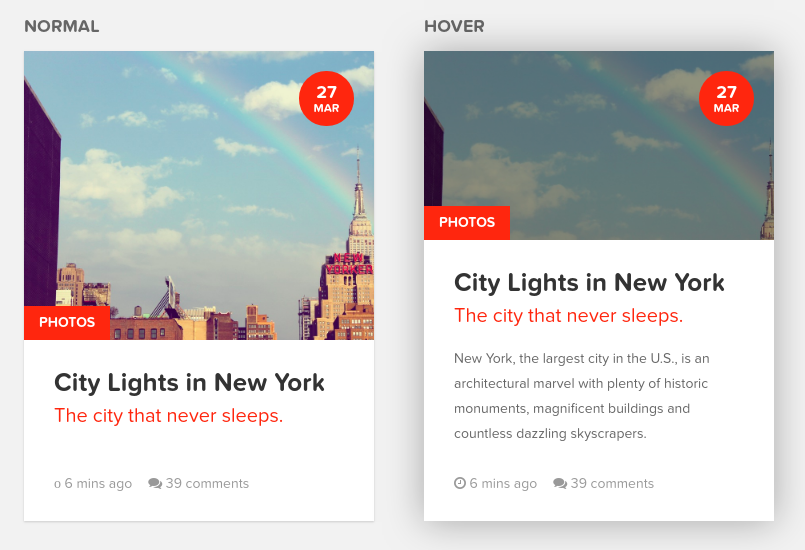 NORMAL
27
MAR
NEW
YORKER
PHOTOS
City Lights in New York
The city that never sleeps.
o 6 mins ago 39 comments
HOVER
27
MAR
PHOTOS
City Lights in New York
The city that never sleeps.
New York, the largest city in the U.S., is an
architectural marvel with plenty of historic
monuments, magnificent buildings and
countless dazzling skyscrapers.
6 mins ago 39 comments